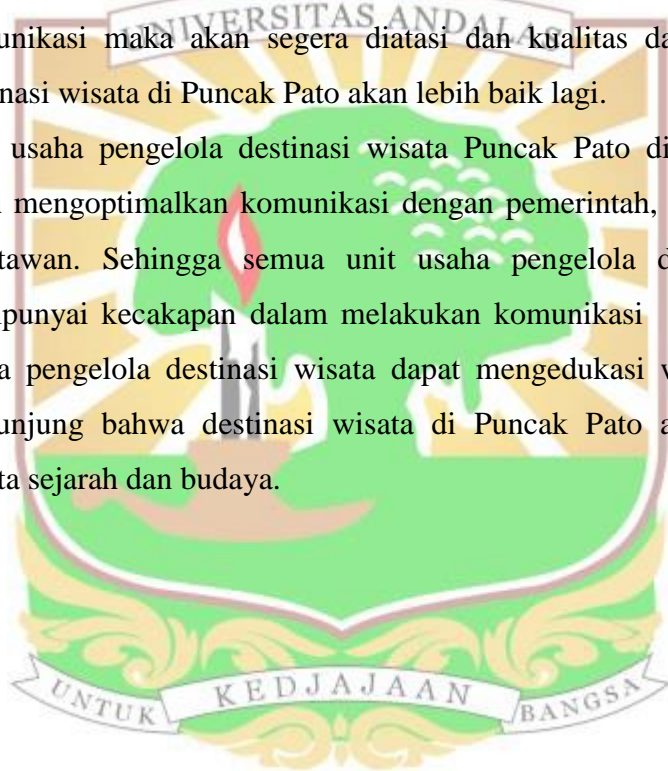 UNIVERSITAS ANDALAS
unikasi maka akan segera diatasi dan kualitas da
nasi wisata di Puncak Pato akan lebih baik lagi.
usaha pengelola destinasi wisata Puncak Pato di
mengoptimalkan komunikasi dengan pemerintah,
tawan. Sehingga semua unit usaha pengelola d
punyai kecakapan dalam melakukan komunikasi
a pengelola destinasi wisata dapat mengedukasi
unjung bahwa destinasi wisata di Puncak Pato a
ta sejarah dan budaya.
UNTUK KEDJAJAAN BANGSA